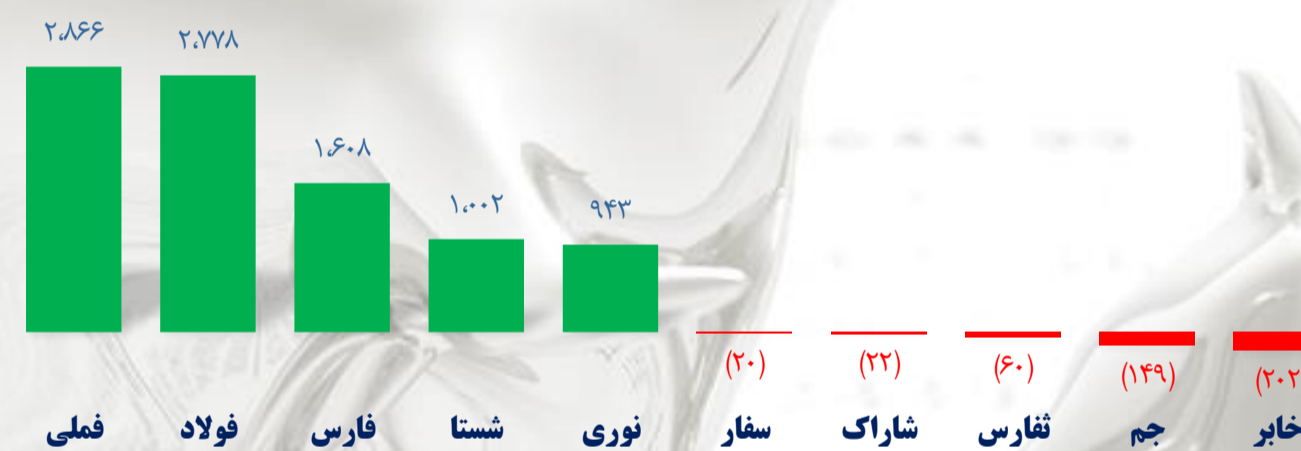 ۲،۸۶۶
۲،۷۷۸
۱،۶۰۸
۱،۰۰۲
۹۴۳
(۲۰)
(۲۲)
(۶۰)
(۱۴۹)
(۲۰۲
فملی
فولاد
فارس
شستا
نوری
سفار
شاراک
ثفارس
جم
خابر